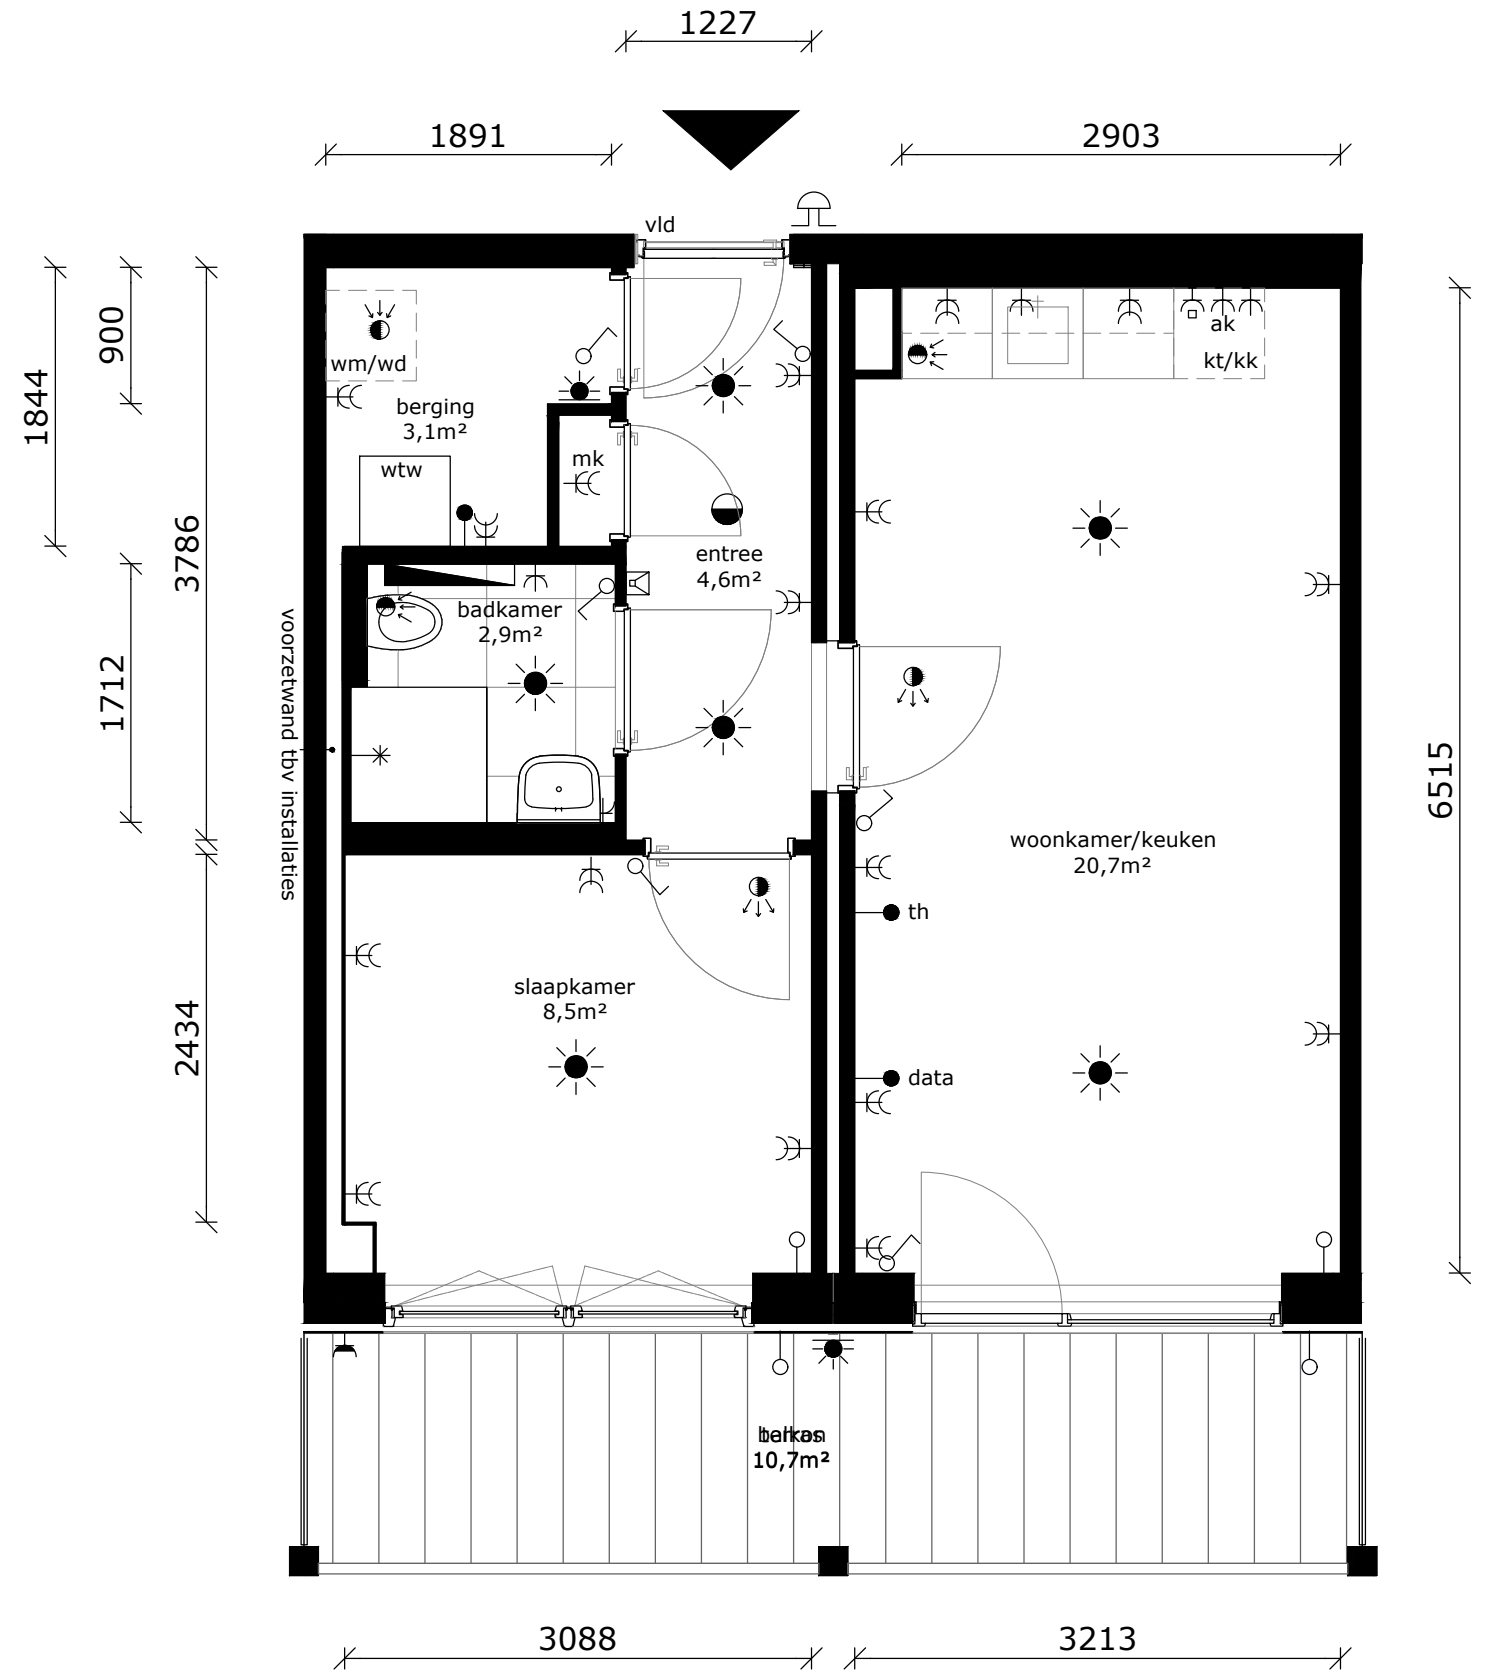 1227
1891
2903
vld
900
1844
3786
1712
2434
6515
wm/wd
berging
3,1m²
wtw
mk
ak
kt/kk
entree
4,6m²
badkamer
2,9m²
voorzetwand tbv installaties
woonkamer/keuken
20,7m²
th
slaapkamer
8,5m²
data
10,7m²
3088
3213